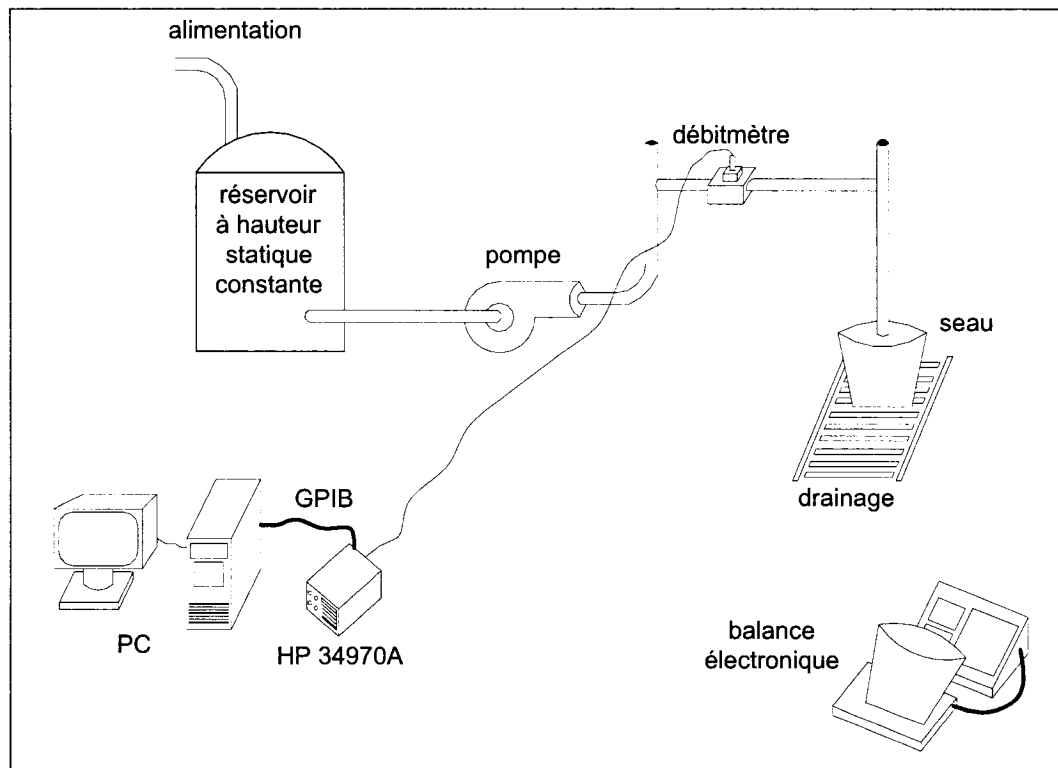 alimentation
débitmètre
réservoir
à hauteur
statique
constante
pompe
seau
drainage
GPIB
PC
HP 34970A
balance
électronique